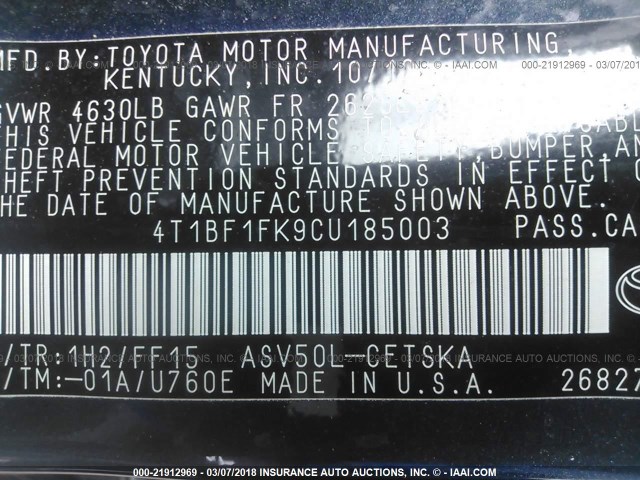 MFD. BY: TOYOTA MOTOR MANUFACTURING,
KENTUCKY, INC. 10/
GVWR 4630LB GAWR FR
THIS VEHICLE CONFORMS TO
FEDERAL MOTOR VEHICLE BUMPER AN
THEFT PREVENTION STANDARDS IN EFFECT O
THE DATE OF MANUFACTURE SHOWN ABOVE.
4T1BF1FK9CU185003 PASS.CA
/TR:1H2/FF15 ASV50L-CETSKA
/TM:-01A/U760E MADE IN U.S.A. 26827
000-21912969 | 03/07/2018 | INSURANCE AUTO AUCTIONS - IAAI.COM